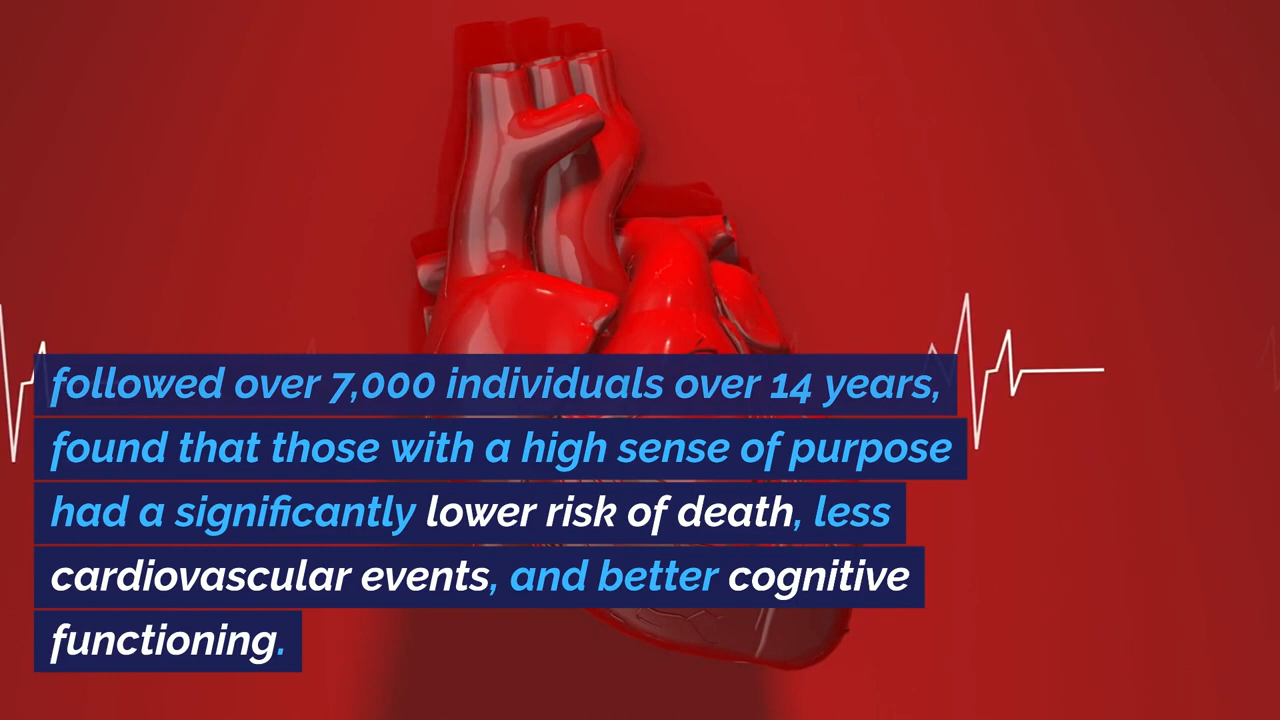 followed over 7,000 individuals over 14 years,
found that those with a high sense of purpose
had a significantly lower risk of death, less
cardiovascular events, and better cognitive
functioning.